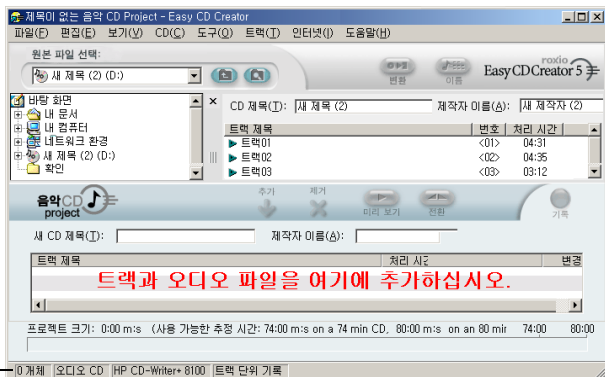 제목이 없는 음악 CD Project - Easy CD Creator
파일(F) 편집(E) 보기(V) CD(C) 도구(O) 트랙(T) 인터넷(I) 도움말(H)
원본 파일 선택:
새 제목 (2) (D:)
변환 이름
roxio
Easy CD Creator 5
바탕 화면
내 문서
내 컴퓨터
네트워크 환경
새 제목 (2) (D:)
확인
CD 제목(T): 새 제목 (2) 제작자 이름(A): 새 제작자 (2)
트랙 제목 번호 처리 시간
트랙01 <01> 04:31
트랙02 <02> 04:35
트랙03 <03> 03:12
음악CD
project
추가 제거 미리 보기 전환 기록
새 CD 제목(T): 제작자 이름(A):
트랙 제목 처리 시간 변경
트랙과 오디오 파일을 여기에 추가하십시오.
프로젝트 크기: 0:00 m:s (사용 가능한 추정 시간: 74:00 m:s on a 74 min CD, 80:00 m:s on an 80 mir 74:00 80:00
0 개체 오디오 CD HP CD-Writer+ 8100 트랙 단위 기록